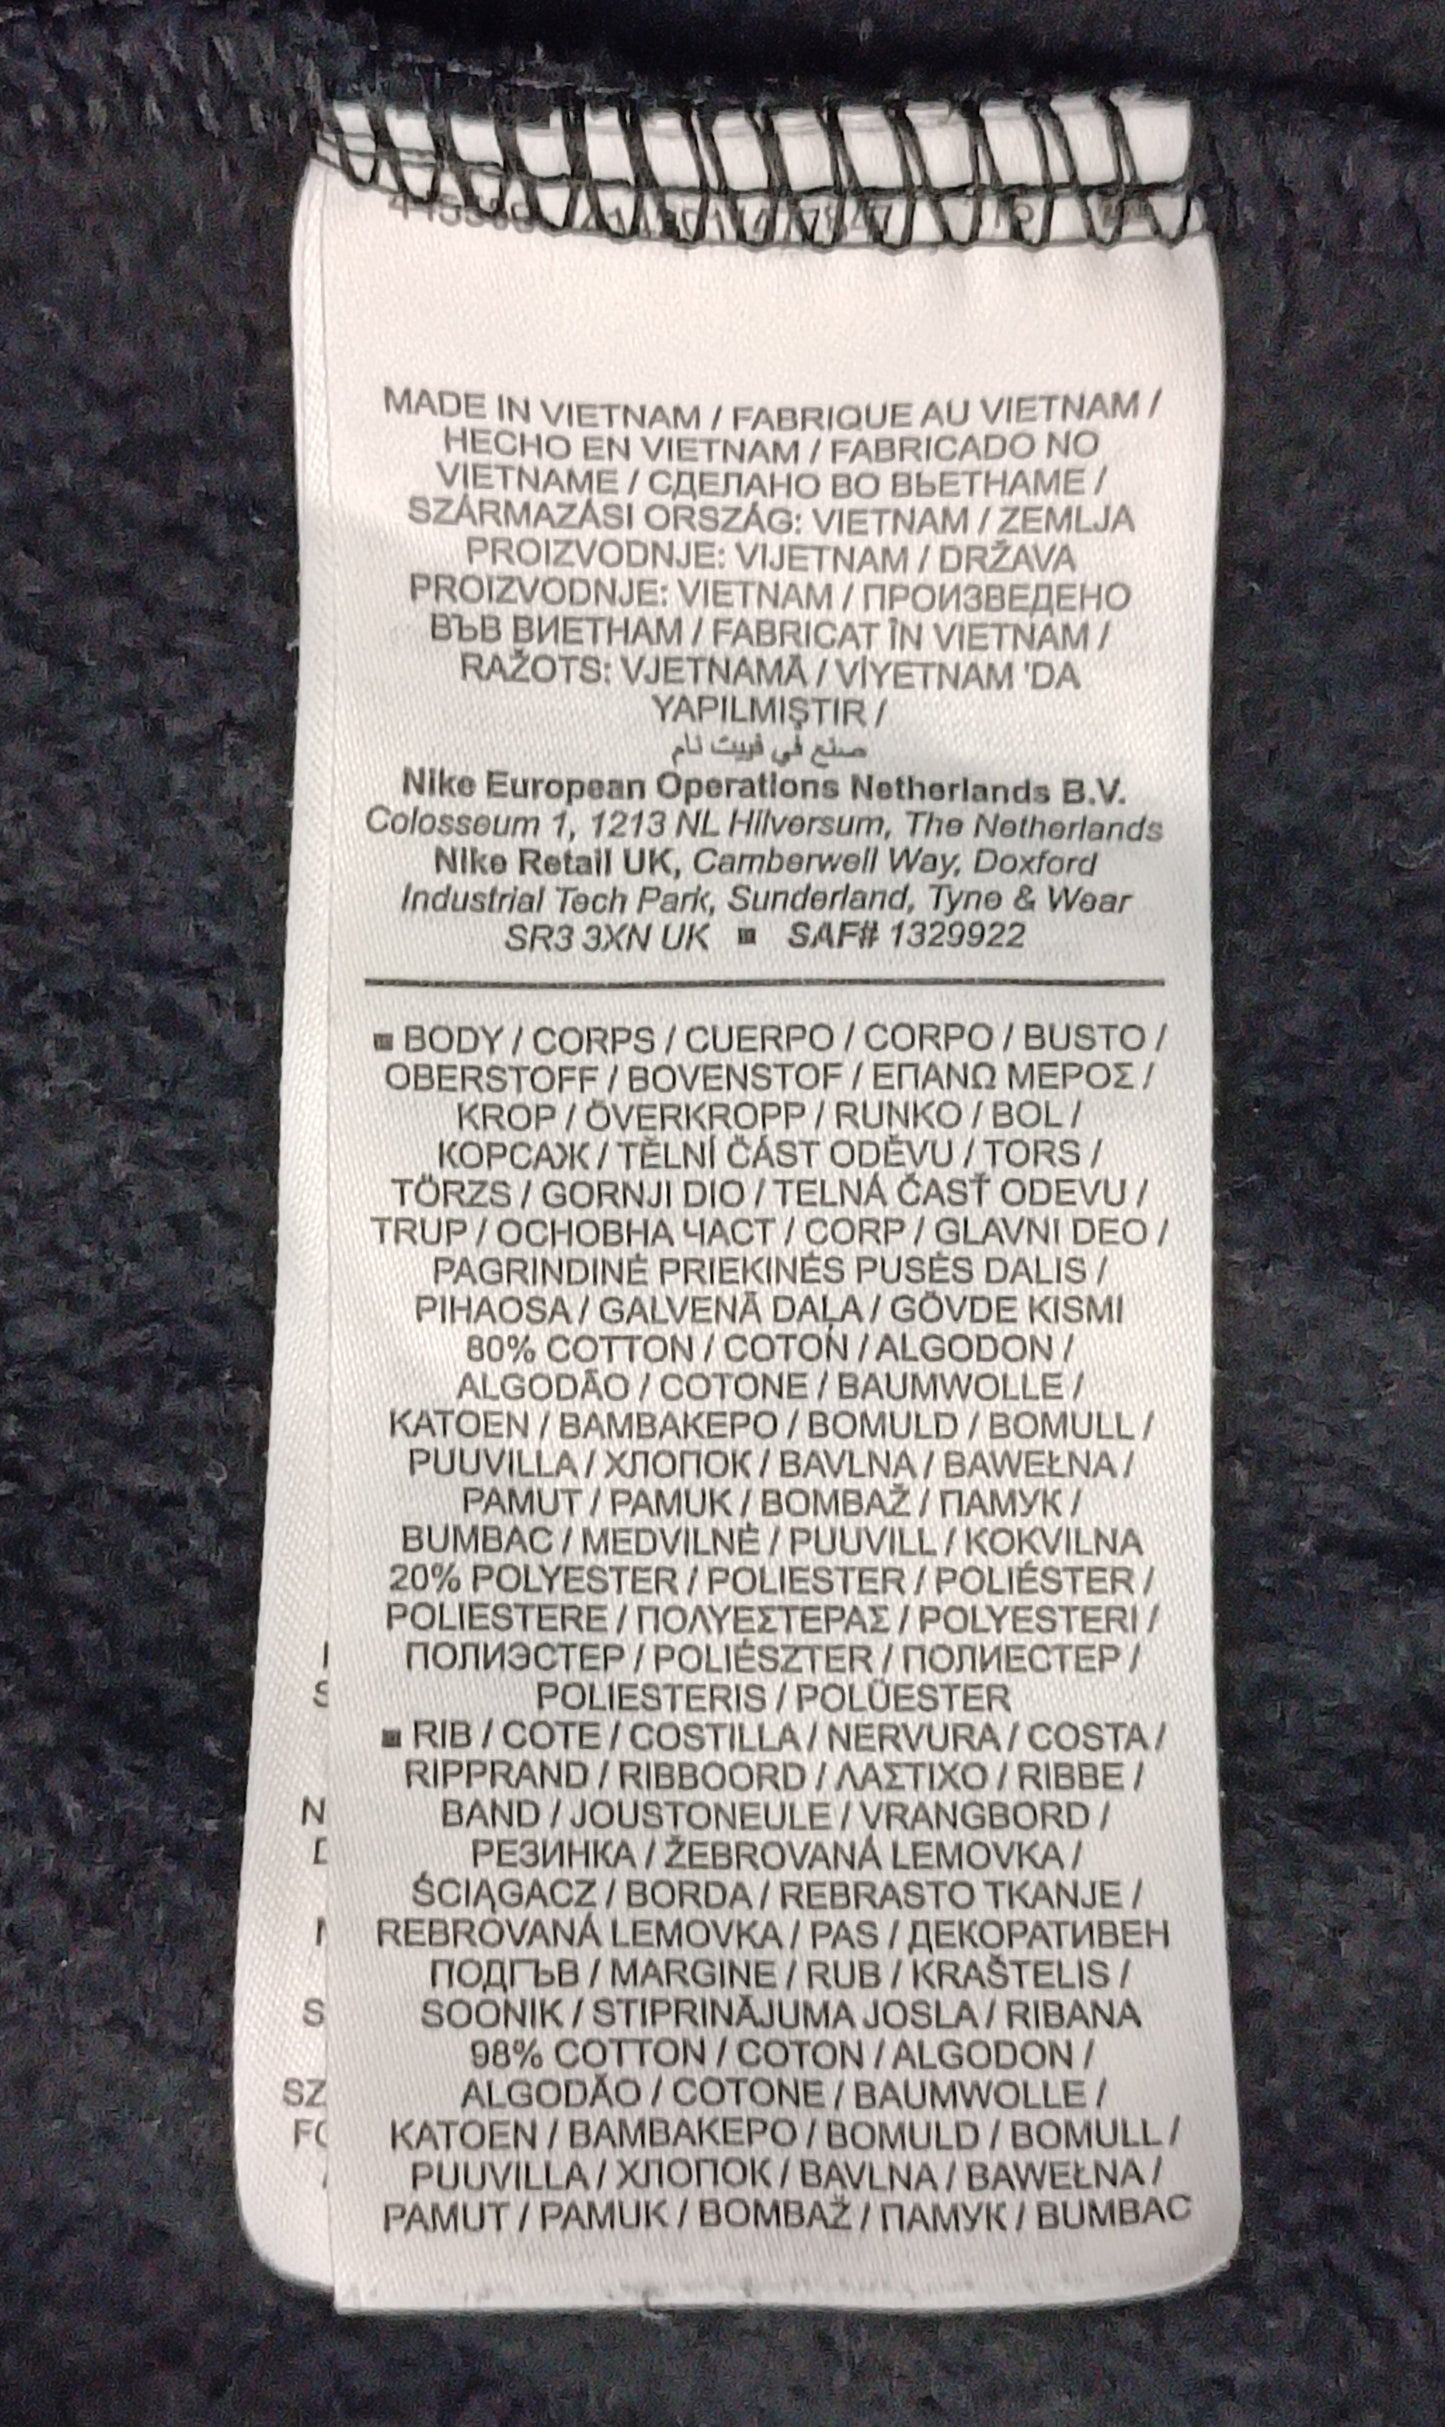 MADE IN VIETNAM / FABRIQUE AU VIETNAM /
HECHO EN VIETNAM / FABRICADO NO
VIETNAME / СДЕЛАНО ВО ВЬЕТНАМЕ /
SZÁRMAZÁSI ORSZÁG: VIETNAM / ZEMLJA
PROIZVODNJE: VIJETNAM / DRŽAVA
PROIZVODNJE: VIETNAM / ПРОИЗВЕДЕНО
ВЪВ ВИЕТНАМ / FABRICAT ÎN VIETNAM /
RAŽOTS: VJETNAMĀ / VİYETNAM 'DA
YAPILMIŞTIR /
صنع في فييت نام
Nike European Operations Netherlands B.V.
Colosseum 1, 1213 NL Hilversum, The Netherlands
Nike Retail UK, Camberwell Way, Doxford
Industrial Tech Park, Sunderland, Tyne & Wear
SR3 3XN UK ■ SAF# 1329922
■ BODY / CORPS / CUERPO / CORPO / BUSTO /
OBERSTOFF / BOVENSTOF / ΕΠΑΝΩ ΜΕΡΟΣ /
KROP / ÖVERKROPP / RUNKO / BOL /
КОРСАЖ / TĚLNÍ ČÁST ODĚVU / TORS /
TÖRZS / GORNJI DIO / TELNÁ ČASŤ ODEVU /
TRUP / ОСНОВНА ЧАСТ / CORP / GLAVNI DEO /
PAGRINDINĖ PRIEKINĖS PUSĖS DALIS /
PIHAOSA / GALVENĀ DAĻA / GÖVDE KISMI
80% COTTON / COTON / ALGODON /
ALGODÃO / COTONE / BAUMWOLLE /
KATOEN / ΒΑΜΒΑΚΕΡΟ / BOMULD / BOMULL /
PUUVILLA / ХЛОПОК / BAVLNA / BAWEŁNA /
PAMUT / PAMUK / BOMBAŽ / ПАМУК /
BUMBAC / MEDVILNĖ / PUUVILL / KOKVILNA
20% POLYESTER / POLIESTER / POLIÉSTER /
POLIESTERE / ΠΟΛΥΕΣΤΕΡΑΣ / POLYESTERI /
ПОЛИЭСТЕР / POLIÉSZTER / ПОЛИЕСТЕР /
POLIESTERIS / POLÜESTER
■ RIB / COTE / COSTILLA / NERVURA / COSTA /
RIPPRAND / RIBBOORD / ΛΑΣΤΙΧΟ / RIBBE /
BAND / JOUSTONEULE / VRANGBORD /
РЕЗИНКА / ŽEBROVANÁ LEMOVKA /
ŚCIĄGACZ / BORDA / REBRASTO TKANJE /
REBROVANÁ LEMOVKA / PAS / ДЕКОРАТИВЕН
ПОДГЪВ / MARGINE / RUB / KRAŠTELIS /
SOONIK / STIPRINĀJUMA JOSLA / RIBANA
98% COTTON / COTON / ALGODON /
ALGODÃO / COTONE / BAUMWOLLE /
KATOEN / ΒΑΜΒΑΚΕΡΟ / BOMULD / BOMULL /
PUUVILLA / ХЛОПОК / BAVLNA / BAWEŁNA /
PAMUT / PAMUK / BOMBAŽ / ПАМУК / BUMBAC